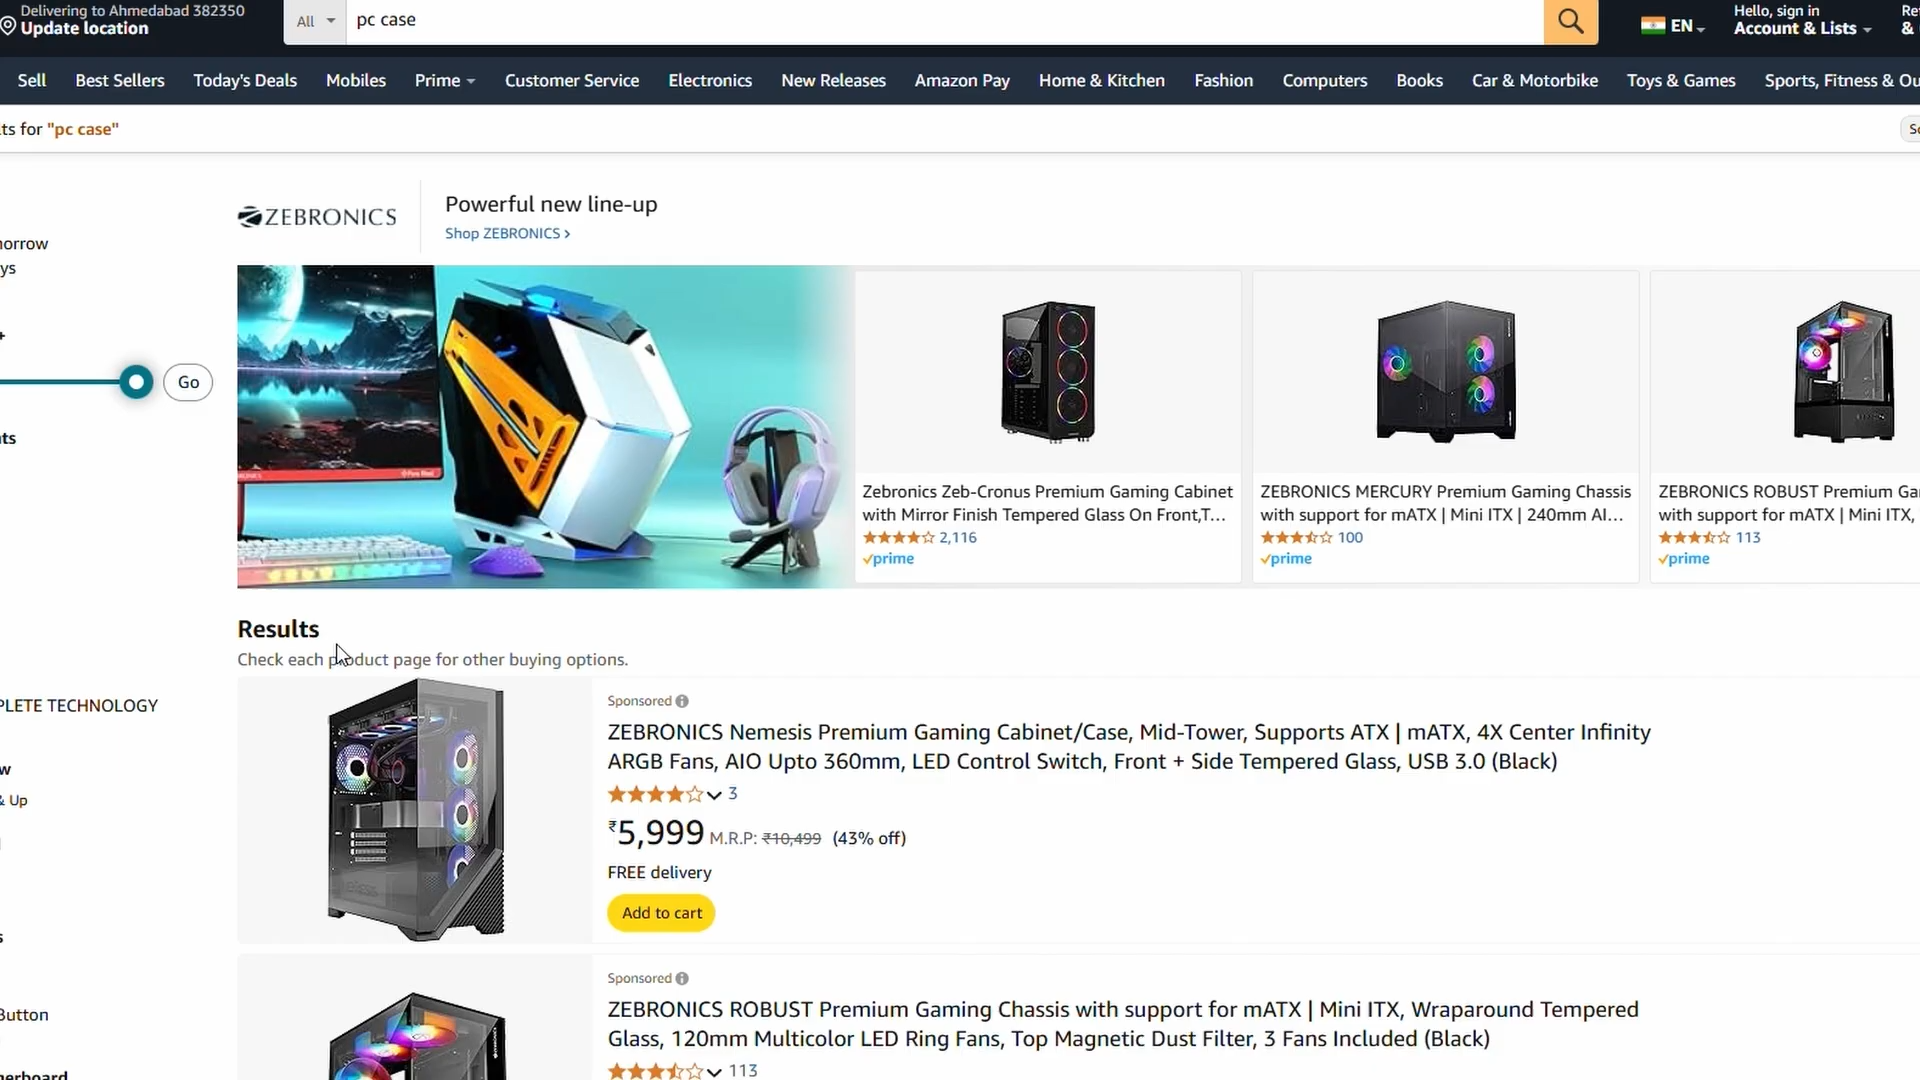 Delivering to Ahmedabad 382350
Update location
All
pc case
EN
Hello, sign in
Account & Lists
Sell Best Sellers Today's Deals Mobiles Prime Customer Service Electronics New Releases Amazon Pay Home & Kitchen Fashion Computers Books Car & Motorbike Toys & Games Sports, Fitness & Ou
ts for "pc case"
ZEBRONICS
Powerful new line-up
Shop ZEBRONICS ›
orrow
ys
+
Go
ts
Zebronics Zeb-Cronus Premium Gaming Cabinet
with Mirror Finish Tempered Glass On Front,T...
2,116
prime
ZEBRONICS MERCURY Premium Gaming Chassis
with support for mATX | Mini ITX | 240mm AI...
100
prime
ZEBRONICS ROBUST Premium Ga
with support for mATX | Mini ITX,
113
prime
Results
Check each product page for other buying options.
PLETE TECHNOLOGY
w
& Up
s
Button
gerboard
Sponsored
ZEBRONICS Nemesis Premium Gaming Cabinet/Case, Mid-Tower, Supports ATX | mATX, 4X Center Infinity
ARGB Fans, AIO Upto 360mm, LED Control Switch, Front + Side Tempered Glass, USB 3.0 (Black)
3
₹5,999 M.R.P: ₹10,499 (43% off)
FREE delivery
Add to cart
Sponsored
ZEBRONICS ROBUST Premium Gaming Chassis with support for mATX | Mini ITX, Wraparound Tempered
Glass, 120mm Multicolor LED Ring Fans, Top Magnetic Dust Filter, 3 Fans Included (Black)
113